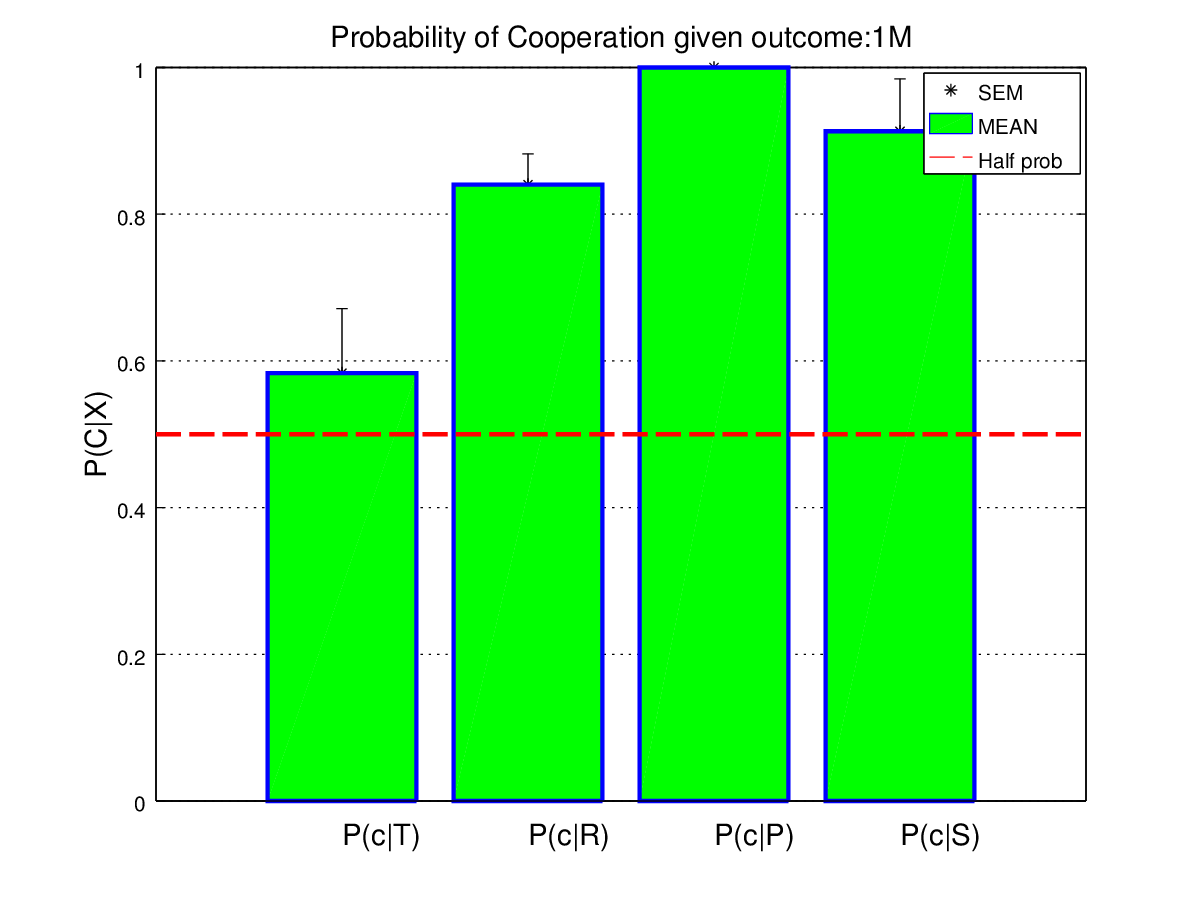 Probability of Cooperation given outcome:1M
SEM
MEAN
Half prob
P(C|X)
1
0.8
0.6
0.4
0.2
0
P(c|T) P(c|R) P(c|P) P(c|S)